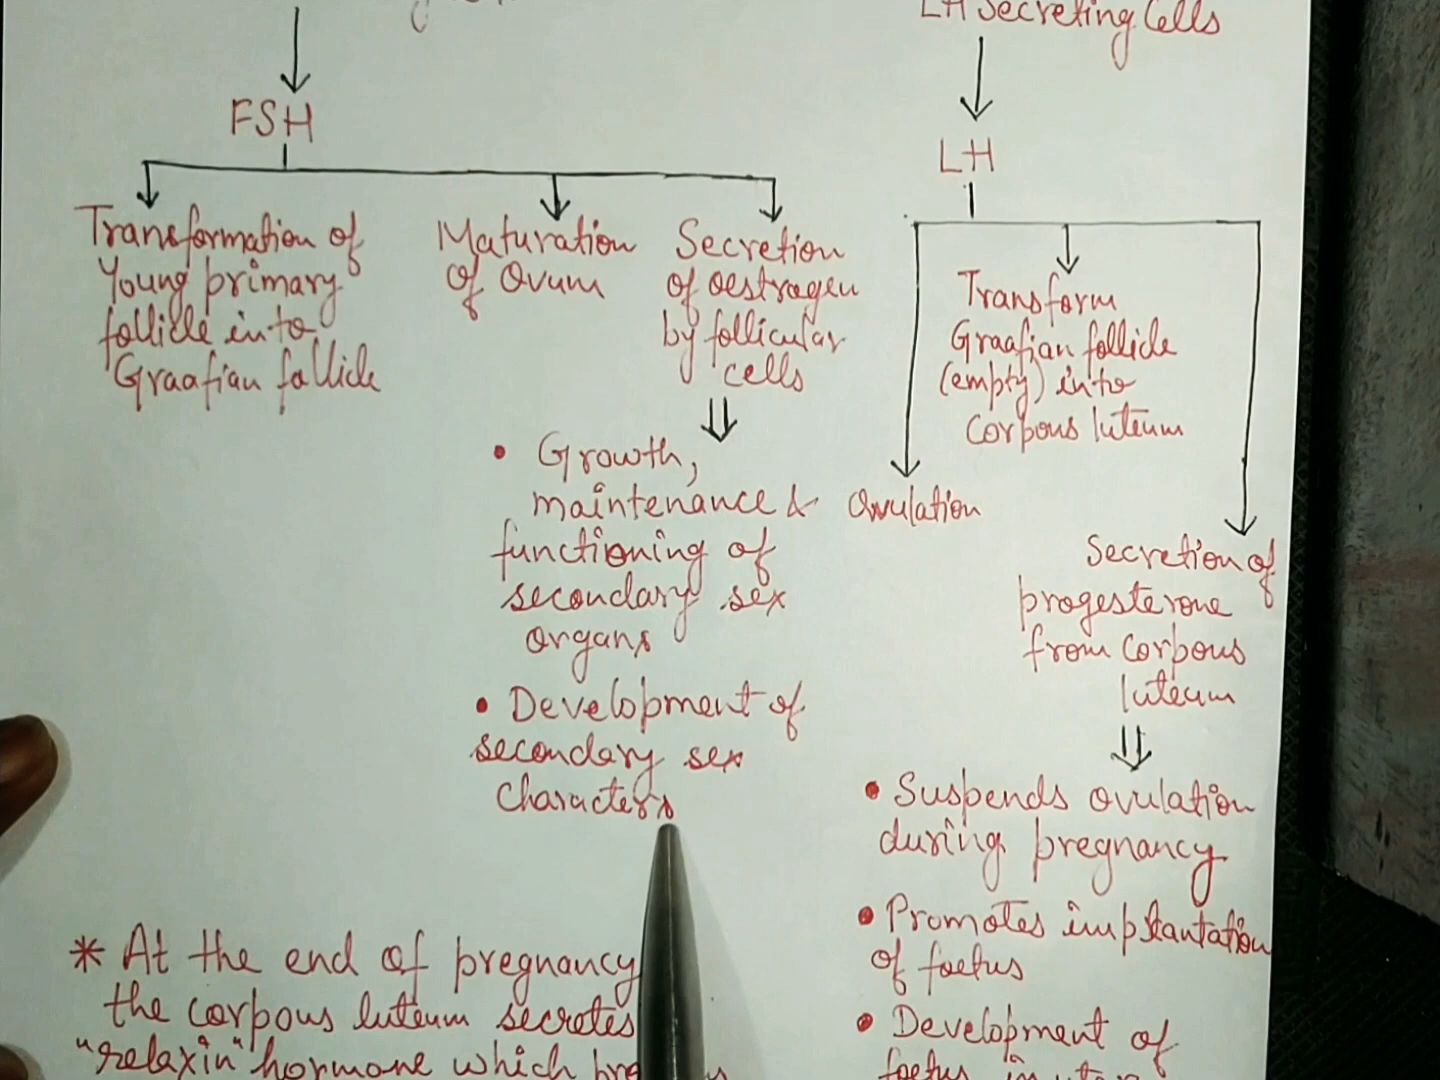 LH Secreting Cells
FSH
Transformation of
Young primary
follicle into
Graafian follicle
Maturation
of Ovum
Secretion
of oestrogen
by follicular
cells
• Growth,
maintenance &
functioning of
secondary sex
organs
• Development of
secondary sex
characters
LH
Ovulation
Transform
Graafian follicle
(empty) into
Corpous luteum
Secretion of
progesterone
from Corpous
luteum
• Suspends ovulation
during pregnancy
• Promotes implantation
of foetus
• Development of
foetus in
* At the end of pregnancy
the corpous luteum secretes
"relaxin" hormone which